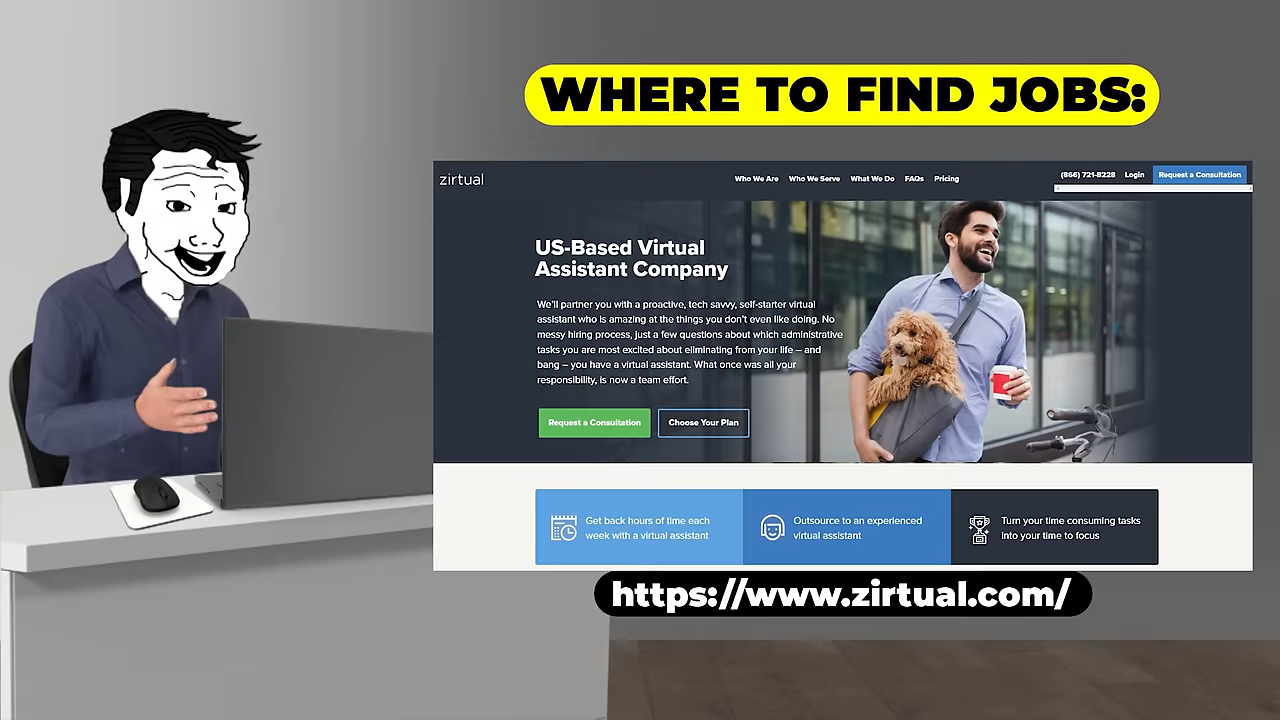 WHERE TO FIND JOBS:
zirtual
Who We Are
Who We Serve
What We Do
FAQs
Pricing
(866) 721-8228
Login
Request a Consultation
US-Based Virtual
Assistant Company
We'll partner you with a proactive, tech savvy, self-starter virtual
assistant who is amazing at the things you don't even like doing. No
messy hiring process, just a few questions about which administrative
tasks you are most excited about eliminating from your life – and
bang – you have a virtual assistant. What once was all your
responsibility, is now a team effort.
Request a Consultation
Choose Your Plan
Get back hours of time each
week with a virtual assistant
Outsource to an experienced
virtual assistant
Turn your time consuming tasks
into your time to focus
https://www.zirtual.com/